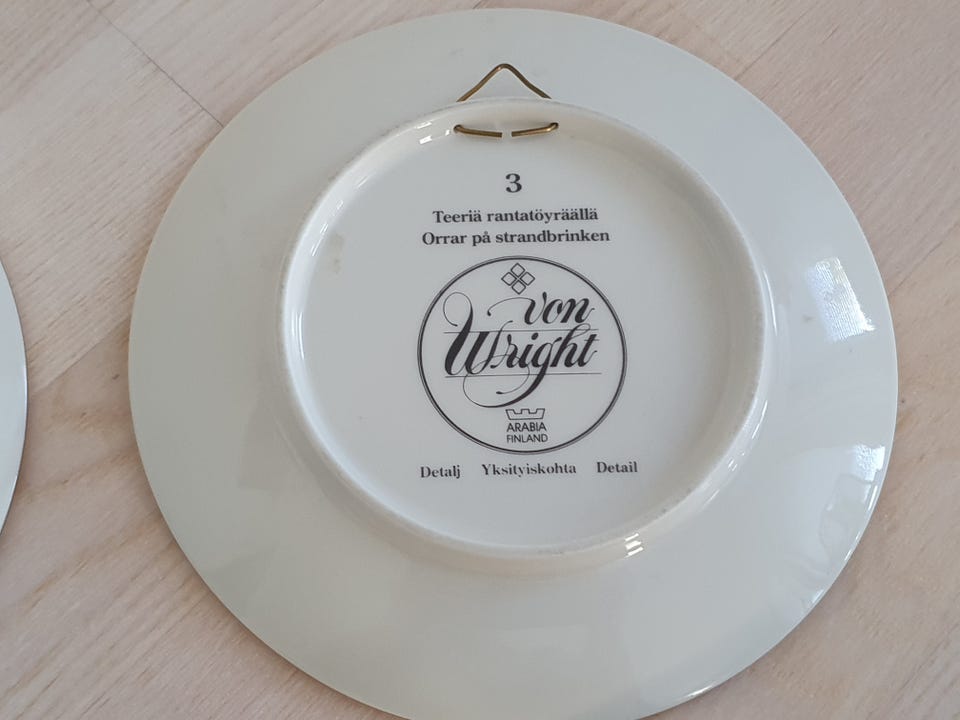 3
Teeriä rantatöyräällä
Orrar på strandbrinken
von
Wright
ARABIA
FINLAND
Detalj Yksityiskohta Detail